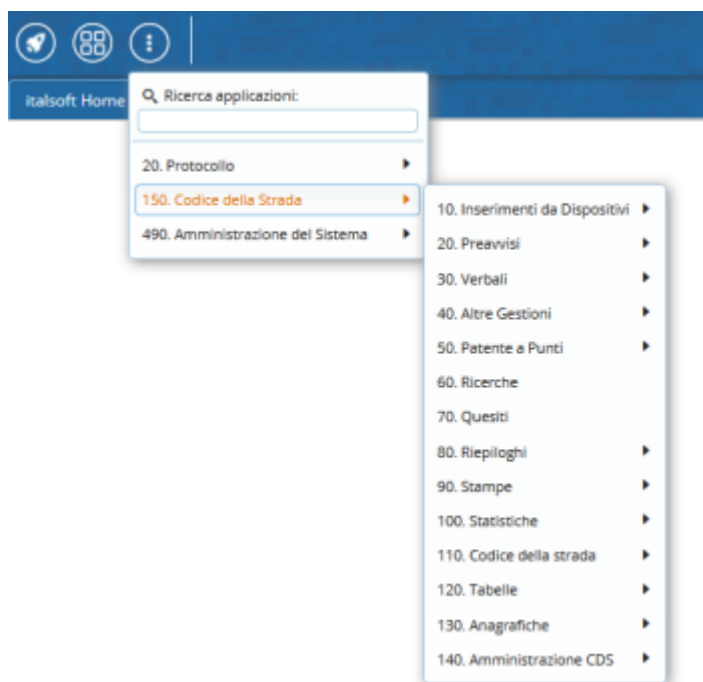 italsoft Home
Ricerca applicazioni:
20. Protocollo
150. Codice della Strada
490. Amministrazione del Sistema
10. Inserimenti da Dispositivi
20. Preavvisi
30. Verbali
40. Altre Gestioni
50. Patente a Punti
60. Ricerche
70. Quesiti
80. Riepiloghi
90. Stampe
100. Statistiche
110. Codice della strada
120. Tabelle
130. Anagrafiche
140. Amministrazione CDS